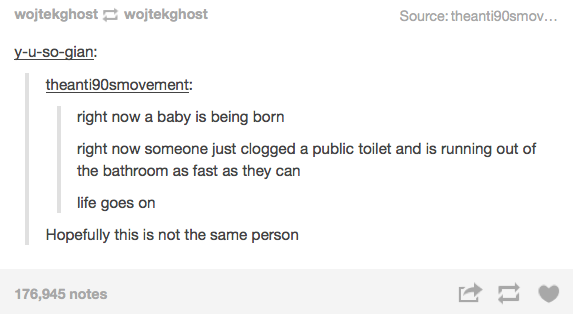 wojtekghost wojtekghost
Source: theanti90smov...
y-u-so-gian:
theanti90smovement:
right now a baby is being born
right now someone just clogged a public toilet and is running out of
the bathroom as fast as they can
life goes on
Hopefully this is not the same person
176,945 notes